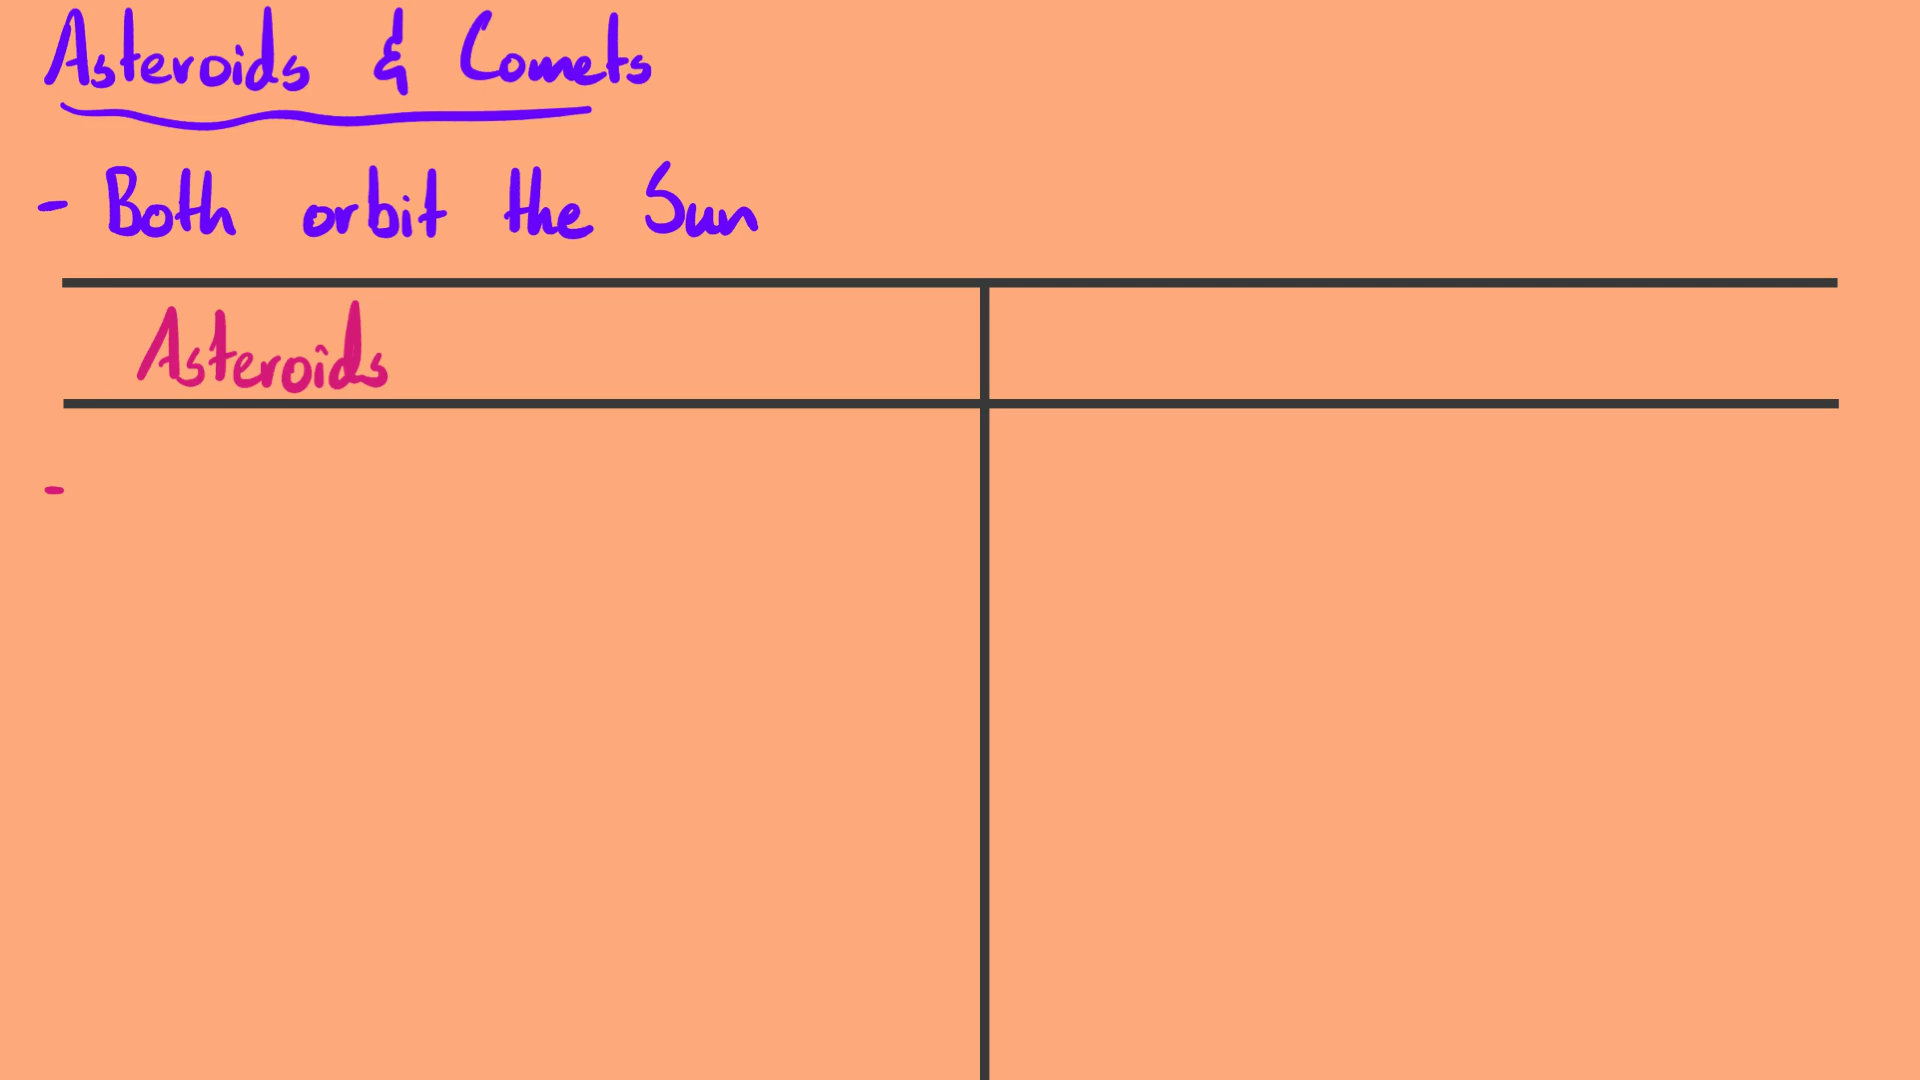 Asteroids & Comets
- Both orbit the Sun
Asteroids
-